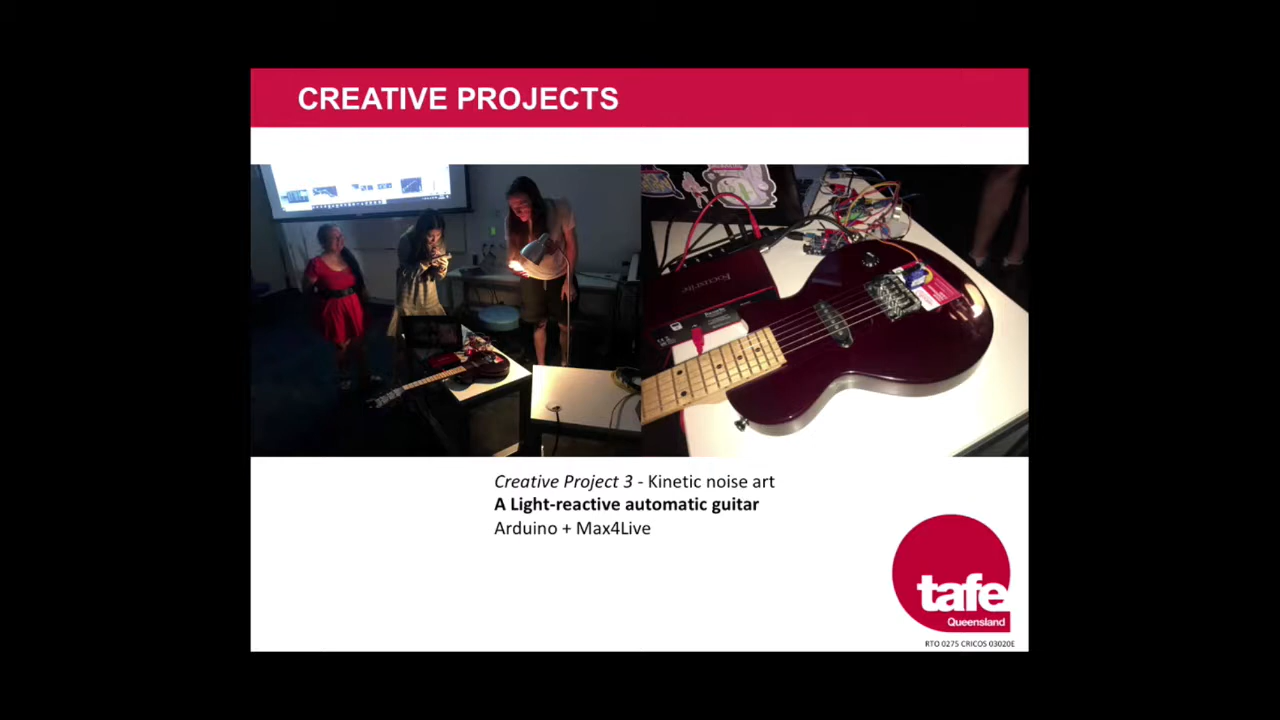 CREATIVE PROJECTS
Focusrite
Creative Project 3 - Kinetic noise art
A Light-reactive automatic guitar
Arduino + Max4Live
tafe
Queensland
RTO 0275 CRICOS 03020E